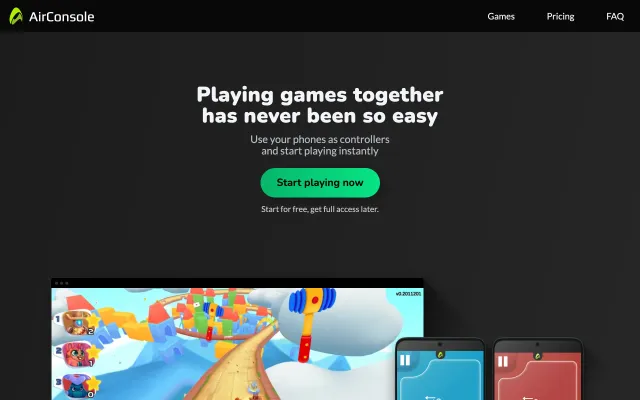 AirConsole
Games
Pricing
FAQ
Playing games together
has never been so easy
Use your phones as controllers
and start playing instantly
Start playing now
Start for free, get full access later.
v0.2011201
1
2
2
1
3
0